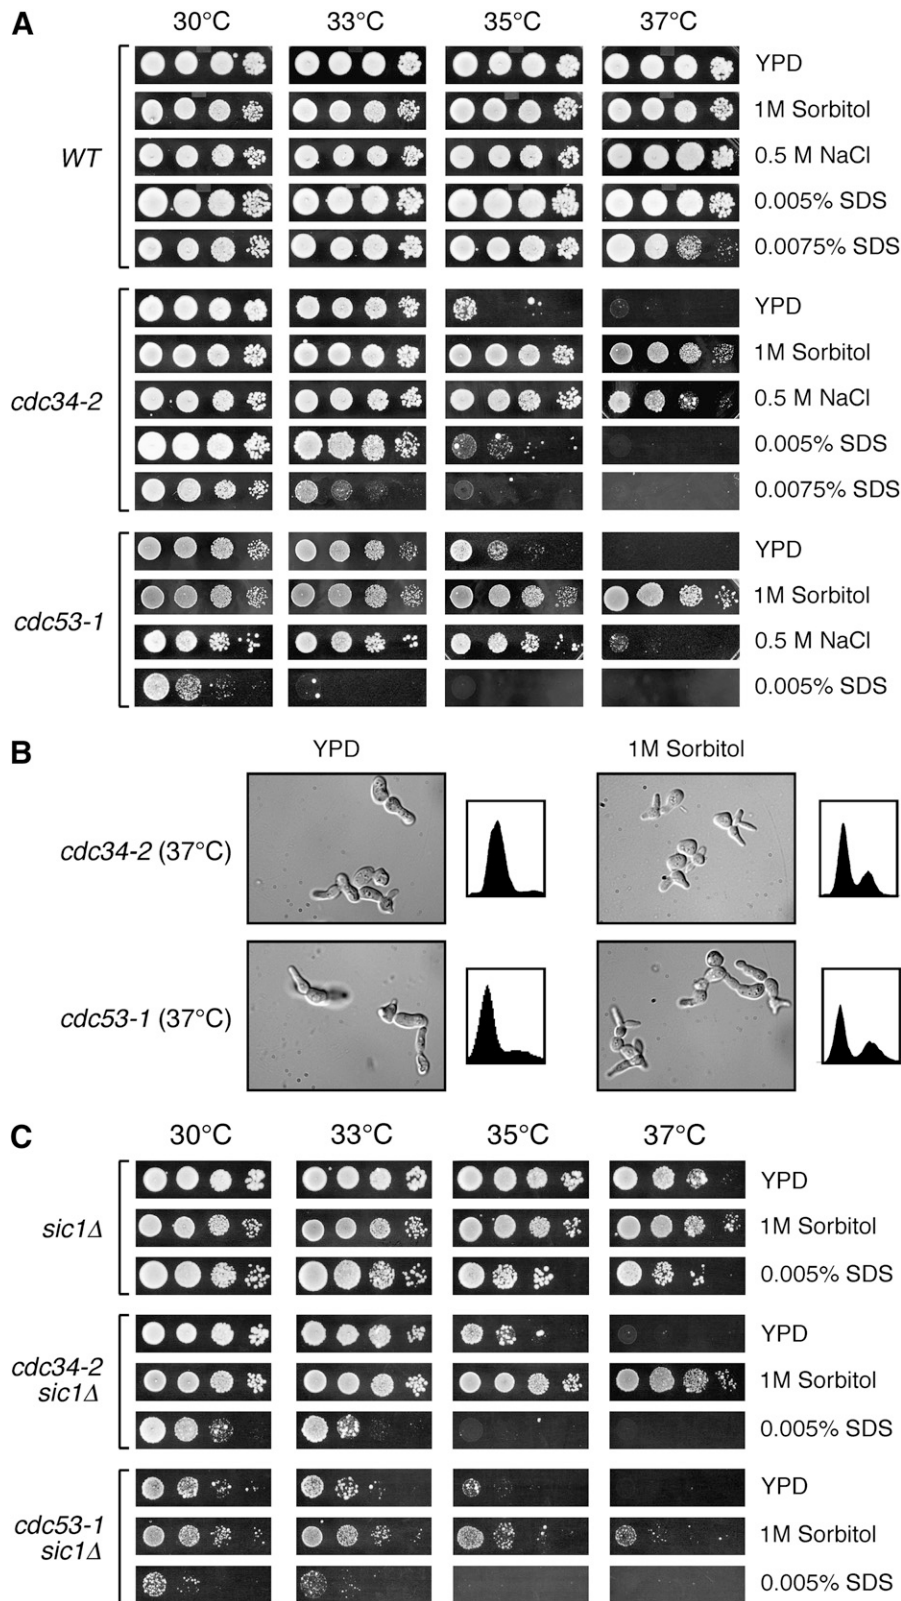 A
30°C 33°C 35°C 37°C
WT
YPD
1M Sorbitol
0.5 M NaCl
0.005% SDS
0.0075% SDS
cdc34-2
YPD
1M Sorbitol
0.5 M NaCl
0.005% SDS
0.0075% SDS
cdc53-1
YPD
1M Sorbitol
0.5 M NaCl
0.005% SDS
B
YPD 1M Sorbitol
cdc34-2 (37°C)
cdc53-1 (37°C)
C
30°C 33°C 35°C 37°C
sic1Δ
YPD
1M Sorbitol
0.005% SDS
cdc34-2
sic1Δ
YPD
1M Sorbitol
0.005% SDS
cdc53-1
sic1Δ
YPD
1M Sorbitol
0.005% SDS